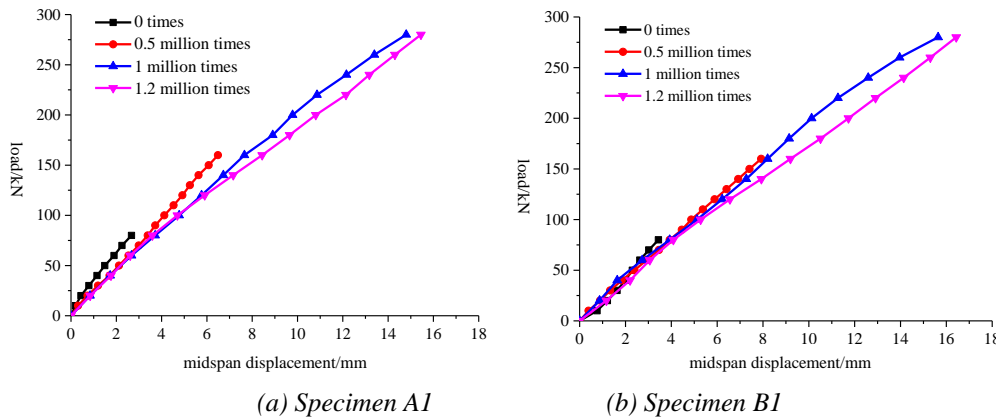 300
250
200
150
100
50
0
load/kN
0 times
0.5 million times
1 million times
1.2 million times
0 2 4 6 8 10 12 14 16 18
midspan displacement/mm
(a) Specimen A1
300
250
200
150
100
50
0
load/kN
0 times
0.5 million times
1 million times
1.2 million times
0 2 4 6 8 10 12 14 16 18
midspan displacement/mm
(b) Specimen B1